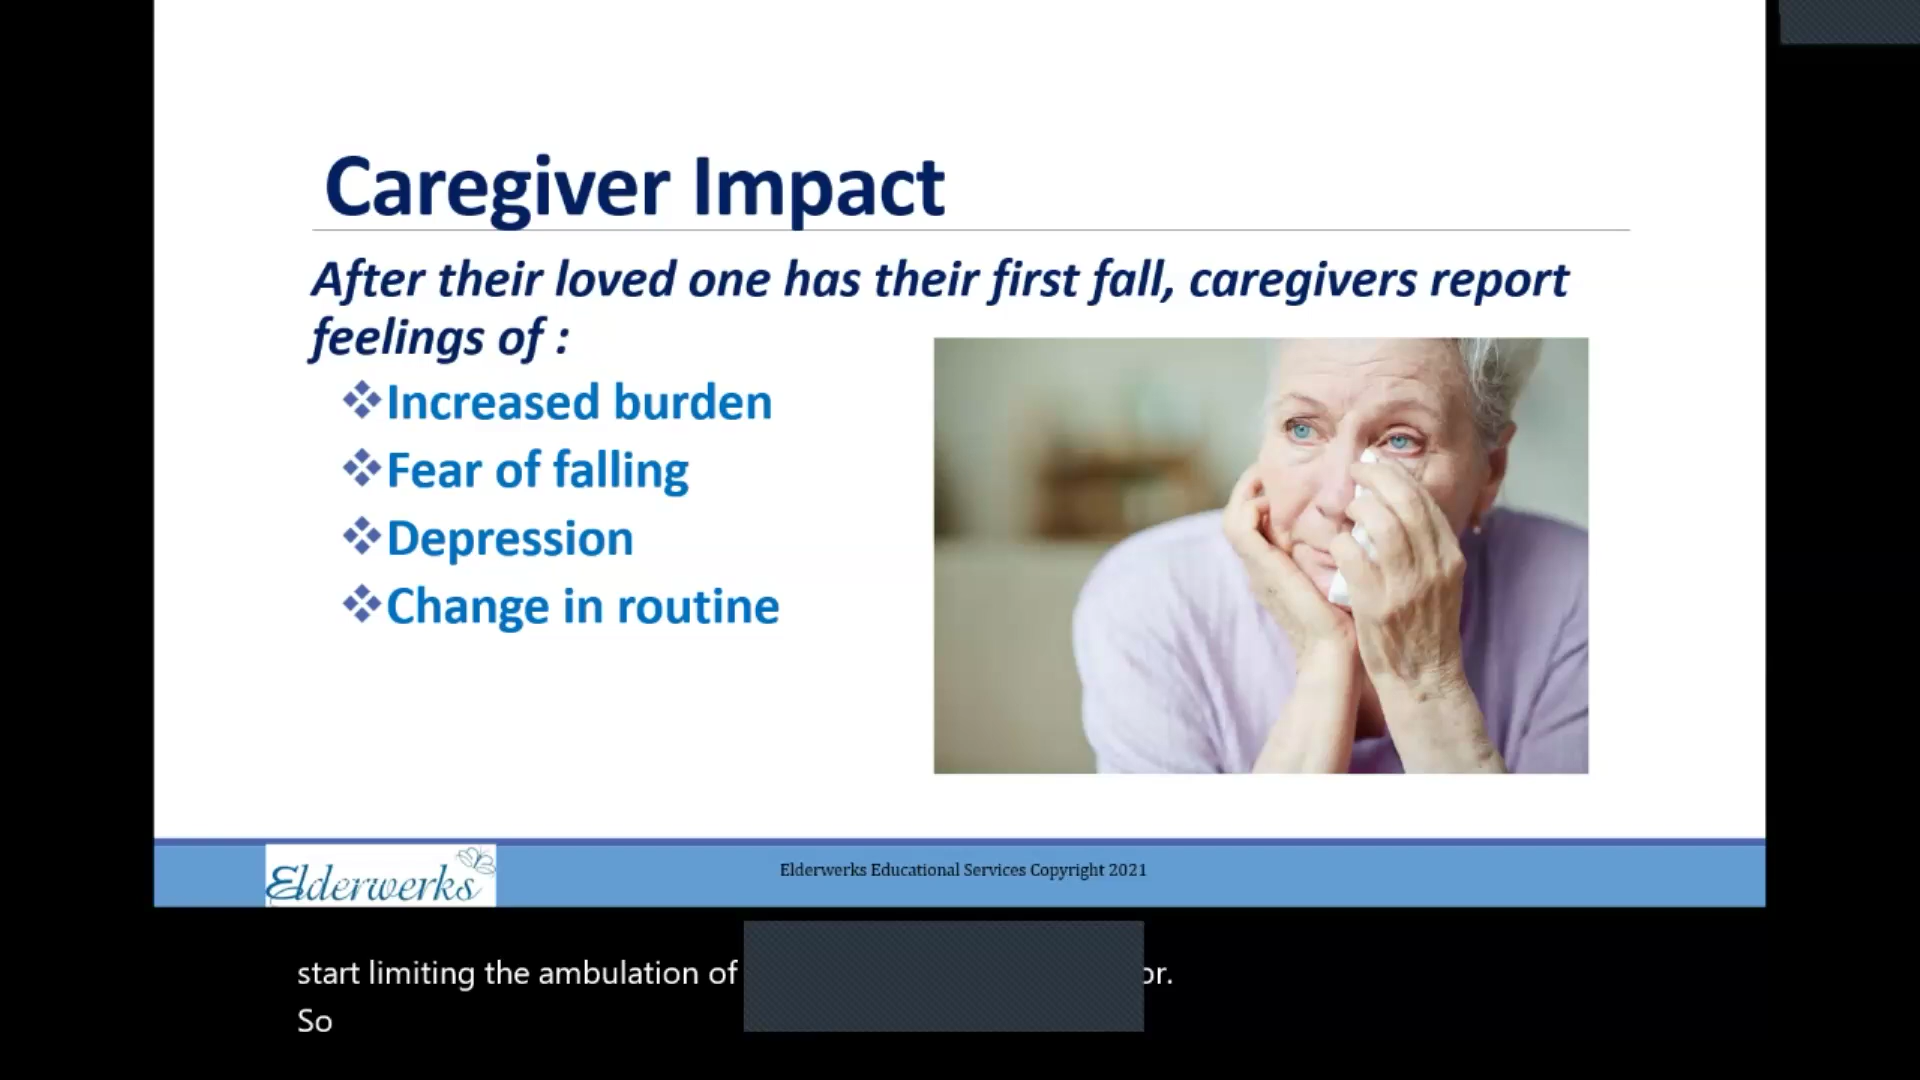 Caregiver Impact
After their loved one has their first fall, caregivers report
feelings of :
❖Increased burden
❖Fear of falling
❖Depression
❖Change in routine
Elderwerks
Elderwerks Educational Services Copyright 2021
start limiting the ambulation of
So